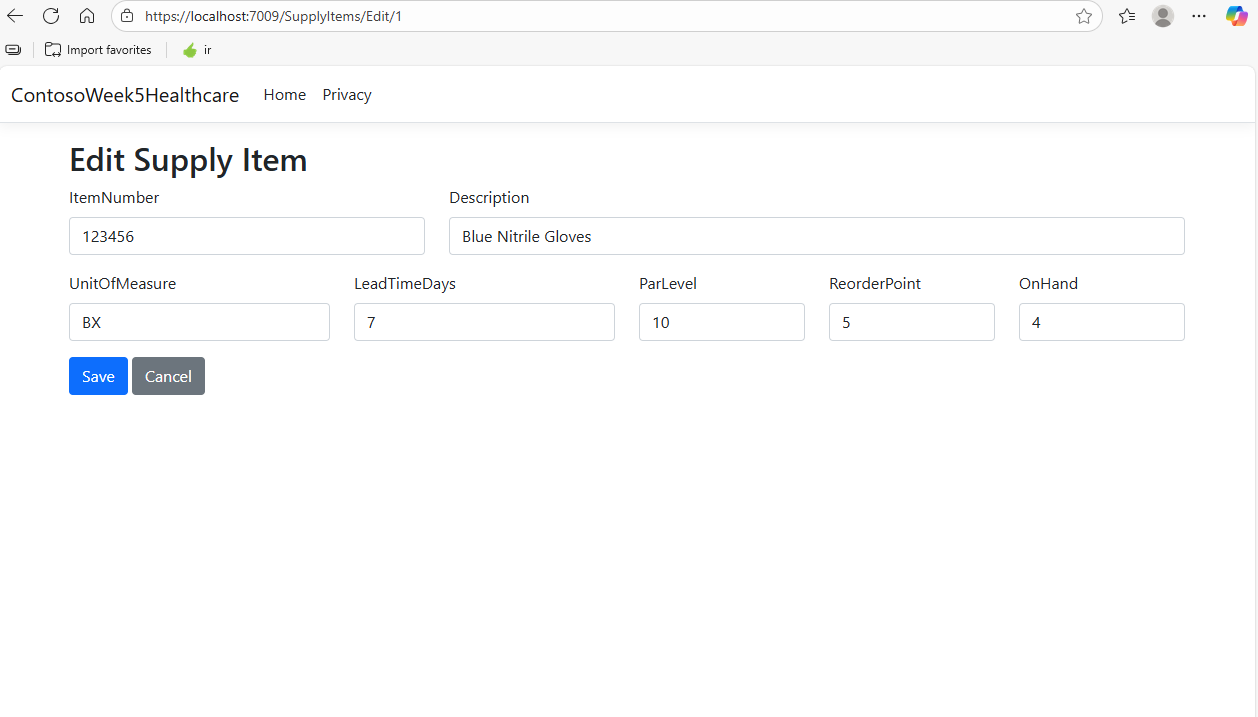 https://localhost:7009/SupplyItems/Edit/1
Import favorites ir
ContosoWeek5Healthcare Home Privacy
Edit Supply Item
ItemNumber Description
123456 Blue Nitrile Gloves
UnitOfMeasure LeadTimeDays ParLevel ReorderPoint OnHand
BX 7 10 5 4
Save Cancel